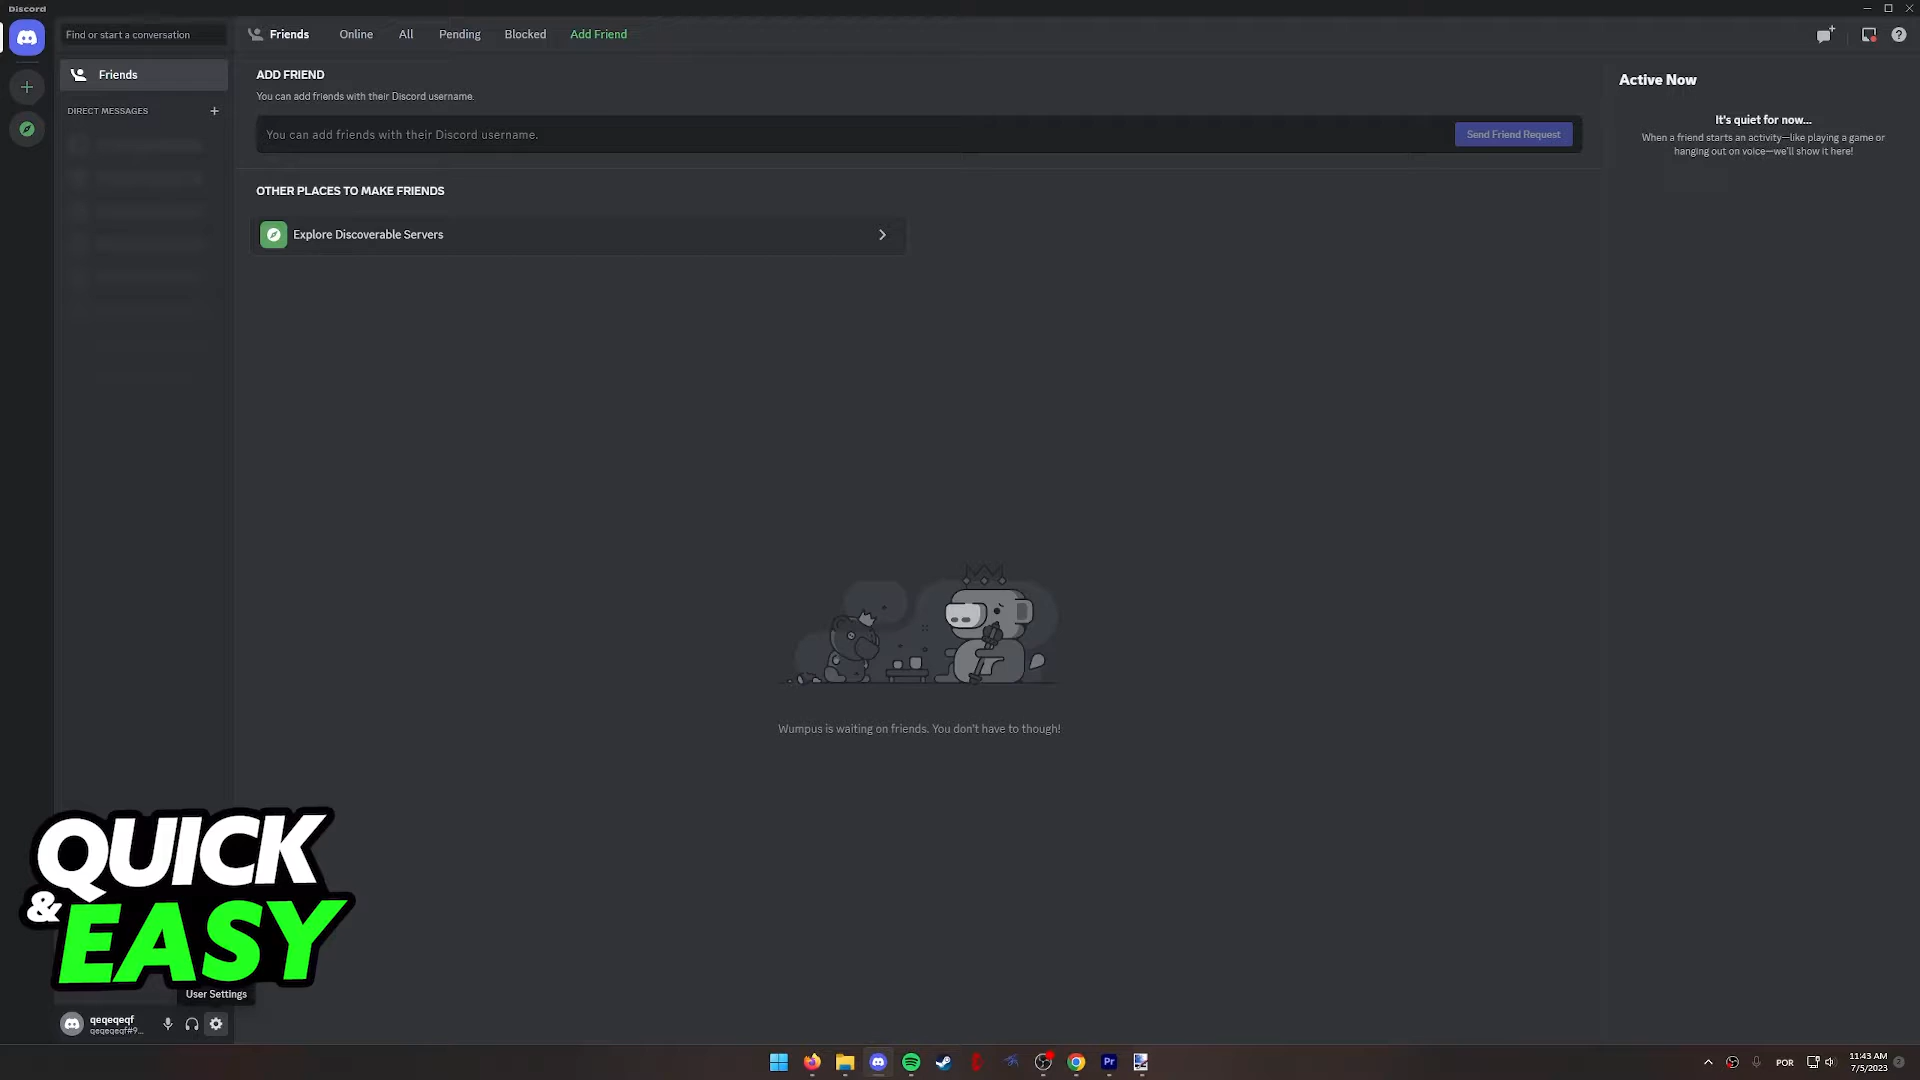 Discord
Find or start a conversation
Friends
Online
All
Pending
Blocked
Add Friend
Friends
DIRECT MESSAGES
ADD FRIEND
You can add friends with their Discord username.
You can add friends with their Discord username.
Send Friend Request
OTHER PLACES TO MAKE FRIENDS
Explore Discoverable Servers
Active Now
It's quiet for now...
When a friend starts an activity—like playing a game or
hanging out on voice—we'll show it here!
Wumpus is waiting on friends. You don't have to though!
QUICK
& EASY
User Settings
qeqeqeqf
qeqeqeqf#9...
Pr
POR
11:43 AM
7/5/2023
2